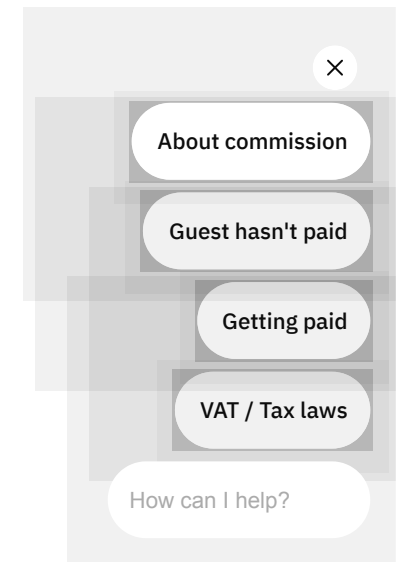 About commission
Guest hasn't paid
Getting paid
VAT / Tax laws
How can I help?